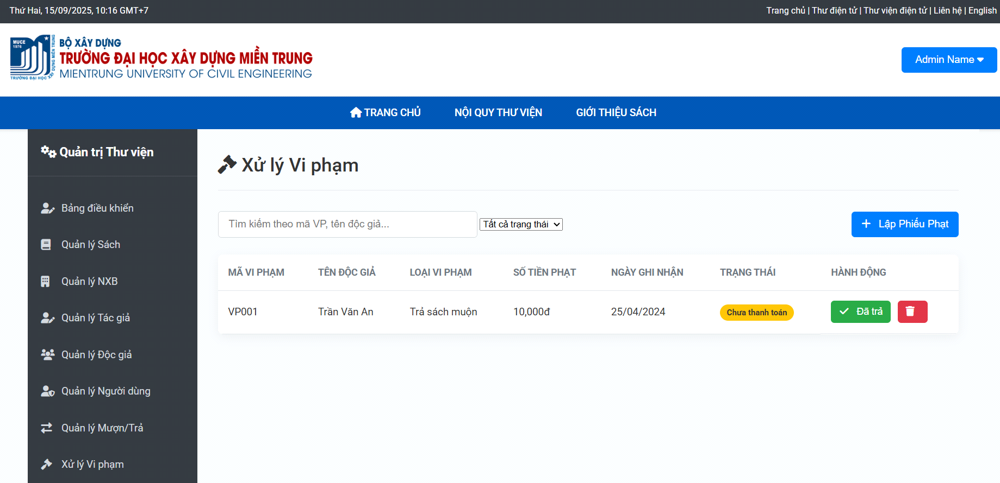 Thứ Hai, 15/09/2025, 10:16 GMT+7
Trang chủ | Thư điện tử | Thư viện điện tử | Liên hệ | English
MUCE
1976
XÂY DỰNG MIỀN TRUNG
TRƯỜNG ĐẠI HỌC
BỘ XÂY DỰNG
TRƯỜNG ĐẠI HỌC XÂY DỰNG MIỀN TRUNG
MIENTRUNG UNIVERSITY OF CIVIL ENGINEERING
Admin Name
TRANG CHỦ
NỘI QUY THƯ VIỆN
GIỚI THIỆU SÁCH
Quản trị Thư viện
Bảng điều khiển
Quản lý Sách
Quản lý NXB
Quản lý Tác giả
Quản lý Độc giả
Quản lý Người dùng
Quản lý Mượn/Trả
Xử lý Vi phạm
Xử lý Vi phạm
Tìm kiếm theo mã VP, tên độc giả...
Tất cả trạng thái
Lập Phiếu Phạt
MÃ VI PHẠM TÊN ĐỘC GIẢ LOẠI VI PHẠM SỐ TIỀN PHẠT NGÀY GHI NHẬN TRẠNG THÁI HÀNH ĐỘNG
VP001 Trần Văn An Trả sách muộn 10,000đ 25/04/2024 Chưa thanh toán Đã trả